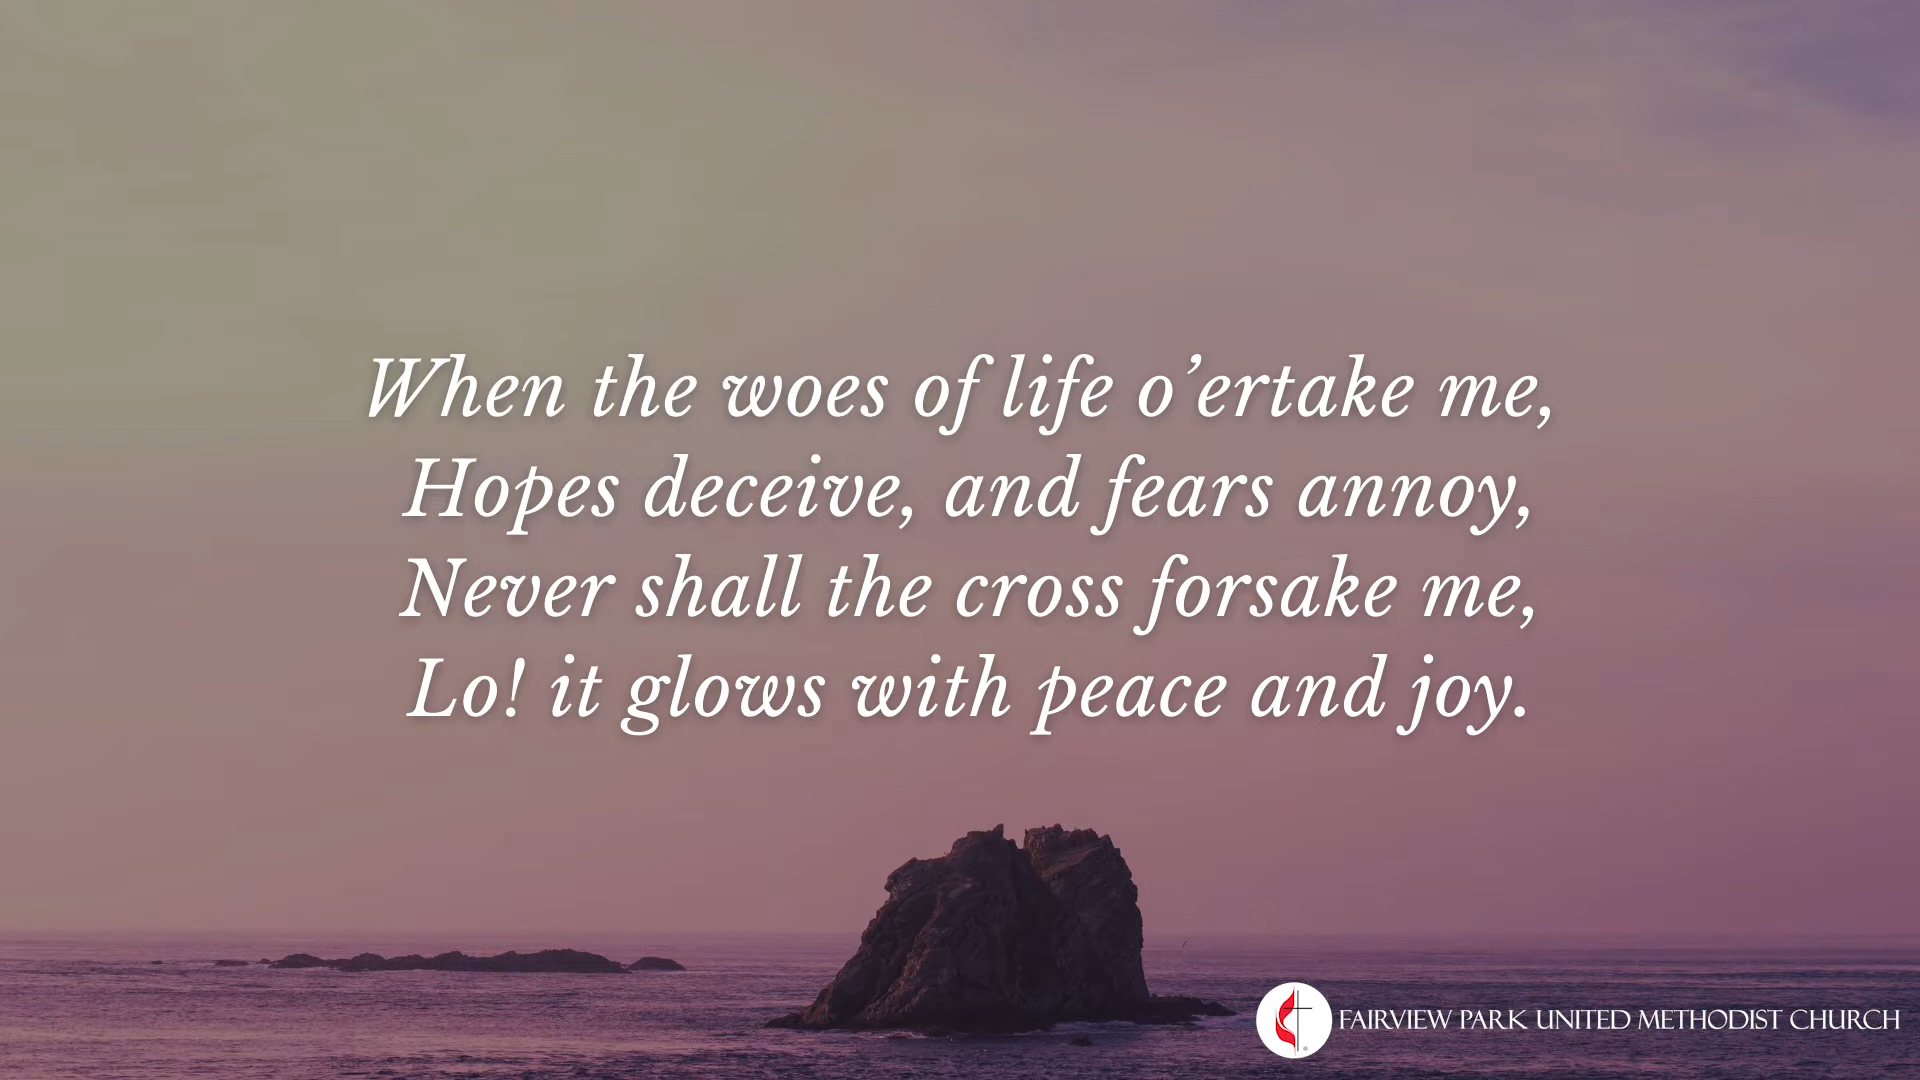 When the woes of life o’ertake me,
Hopes deceive, and fears annoy,
Never shall the cross forsake me,
Lo! it glows with peace and joy.
FAIRVIEW PARK UNITED METHODIST CHURCH